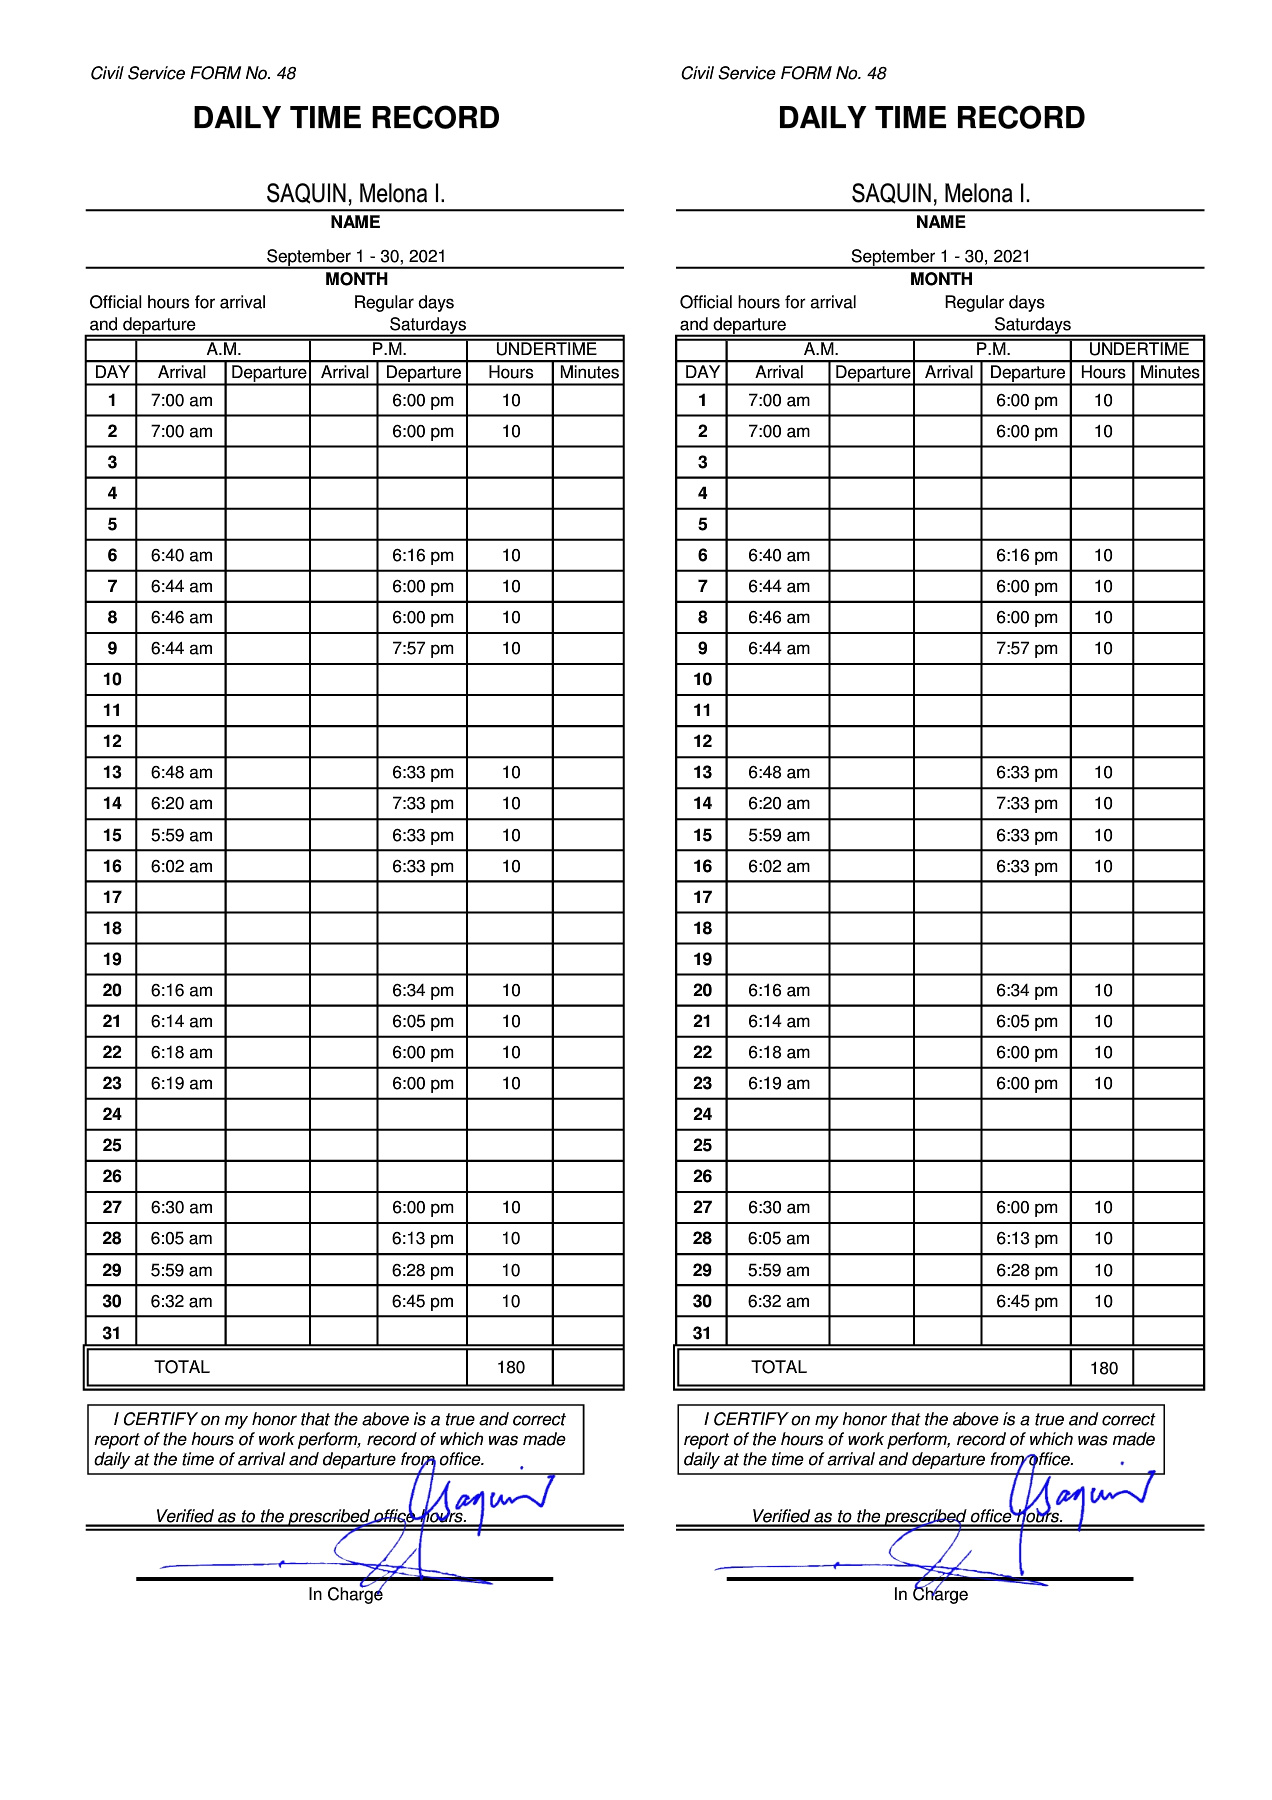 Civil Service FORM No. 48
DAILY TIME RECORD
SAQUIN, Melona I.
NAME
September 1 - 30, 2021
MONTH
Official hours for arrival Regular days
and departure Saturdays
A.M. P.M. UNDERTIME
DAY Arrival Departure Arrival Departure Hours Minutes
1 7:00 am 6:00 pm 10
2 7:00 am 6:00 pm 10
3
4
5
6 6:40 am 6:16 pm 10
7 6:44 am 6:00 pm 10
8 6:46 am 6:00 pm 10
9 6:44 am 7:57 pm 10
10
11
12
13 6:48 am 6:33 pm 10
14 6:20 am 7:33 pm 10
15 5:59 am 6:33 pm 10
16 6:02 am 6:33 pm 10
17
18
19
20 6:16 am 6:34 pm 10
21 6:14 am 6:05 pm 10
22 6:18 am 6:00 pm 10
23 6:19 am 6:00 pm 10
24
25
26
27 6:30 am 6:00 pm 10
28 6:05 am 6:13 pm 10
29 5:59 am 6:28 pm 10
30 6:32 am 6:45 pm 10
31
TOTAL 180
I CERTIFY on my honor that the above is a true and correct
report of the hours of work perform, record of which was made
daily at the time of arrival and departure from office.
Verified as to the prescribed office hours.
In Charge
Civil Service FORM No. 48
DAILY TIME RECORD
SAQUIN, Melona I.
NAME
September 1 - 30, 2021
MONTH
Official hours for arrival Regular days
and departure Saturdays
A.M. P.M. UNDERTIME
DAY Arrival Departure Arrival Departure Hours Minutes
1 7:00 am 6:00 pm 10
2 7:00 am 6:00 pm 10
3
4
5
6 6:40 am 6:16 pm 10
7 6:44 am 6:00 pm 10
8 6:46 am 6:00 pm 10
9 6:44 am 7:57 pm 10
10
11
12
13 6:48 am 6:33 pm 10
14 6:20 am 7:33 pm 10
15 5:59 am 6:33 pm 10
16 6:02 am 6:33 pm 10
17
18
19
20 6:16 am 6:34 pm 10
21 6:14 am 6:05 pm 10
22 6:18 am 6:00 pm 10
23 6:19 am 6:00 pm 10
24
25
26
27 6:30 am 6:00 pm 10
28 6:05 am 6:13 pm 10
29 5:59 am 6:28 pm 10
30 6:32 am 6:45 pm 10
31
TOTAL 180
I CERTIFY on my honor that the above is a true and correct
report of the hours of work perform, record of which was made
daily at the time of arrival and departure from office.
Verified as to the prescribed office hours.
In Charge